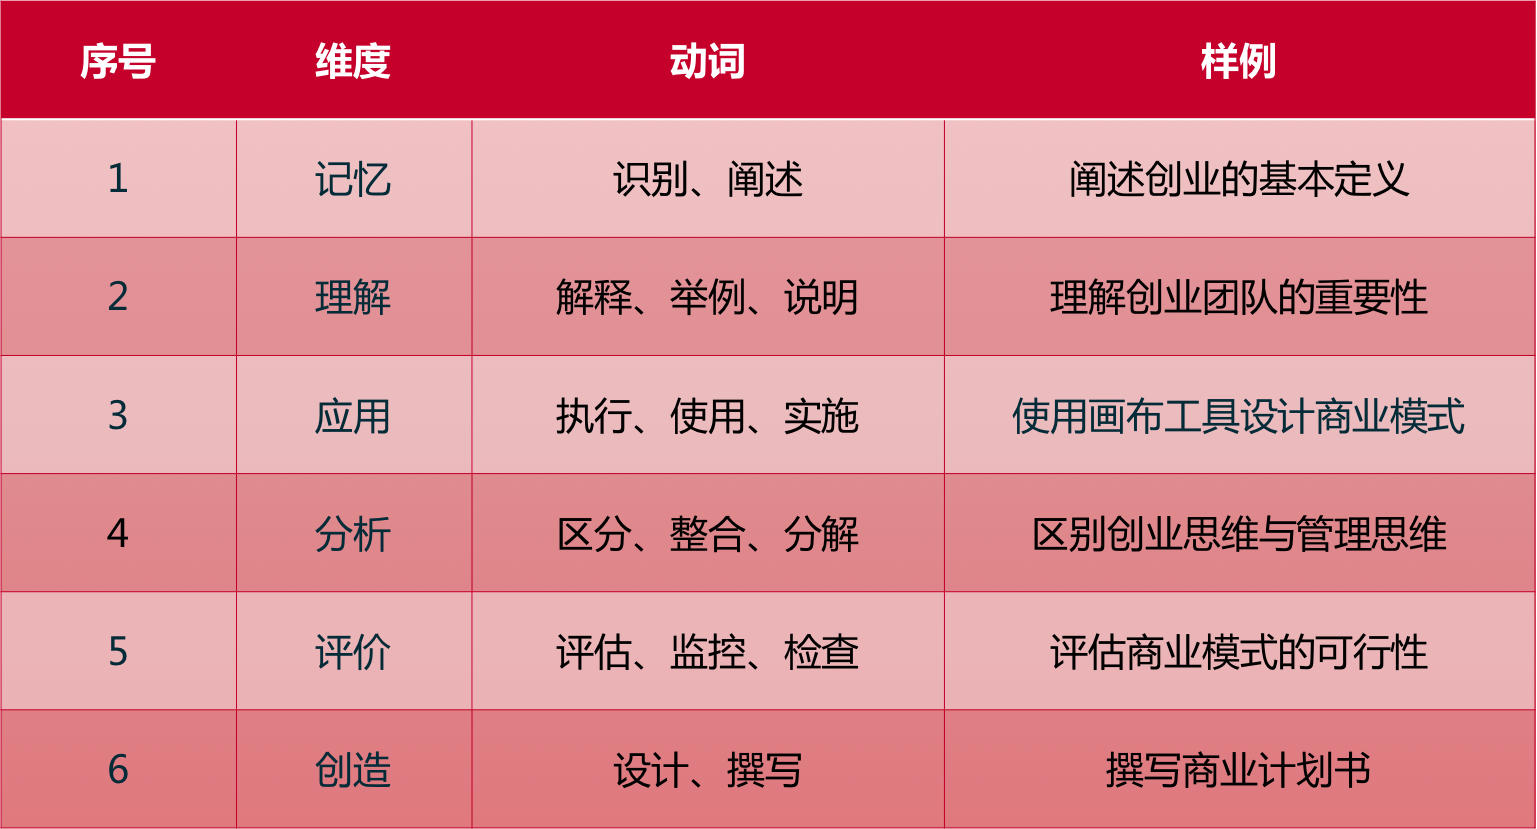 序号 维度 动词 样例
1 记忆 识别、阐述 阐述创业的基本定义
2 理解 解释、举例、说明 理解创业团队的重要性
3 应用 执行、使用、实施 使用画布工具设计商业模式
4 分析 区分、整合、分解 区别创业思维与管理思维
5 评价 评估、监控、检查 评估商业模式的可行性
6 创造 设计、撰写 撰写商业计划书